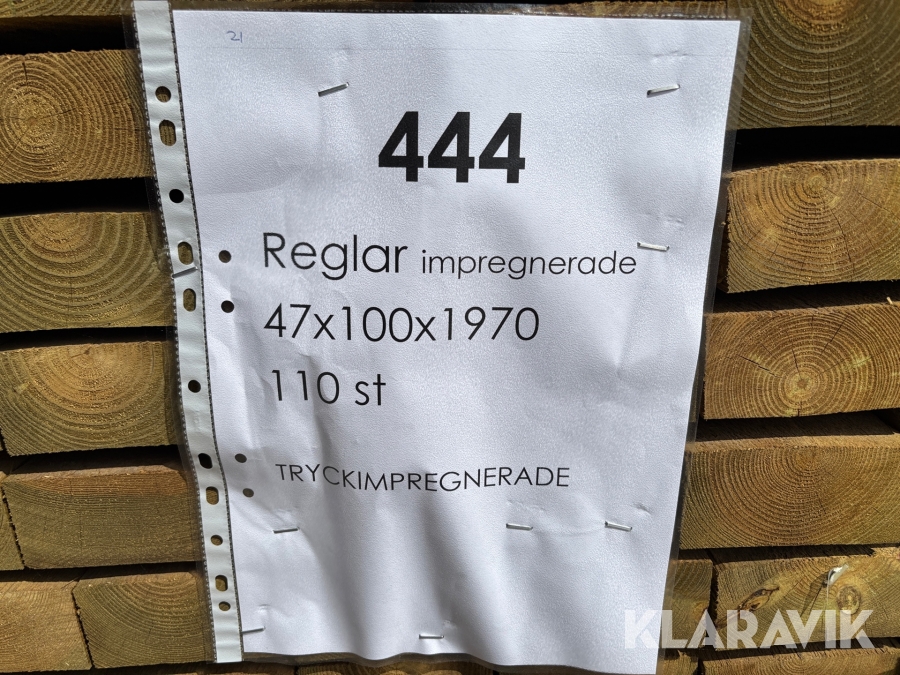 21
444
Reglar impregnerade
47x100x1970
110 st
TRYCKIMPREGNERADE
KLARAVIK